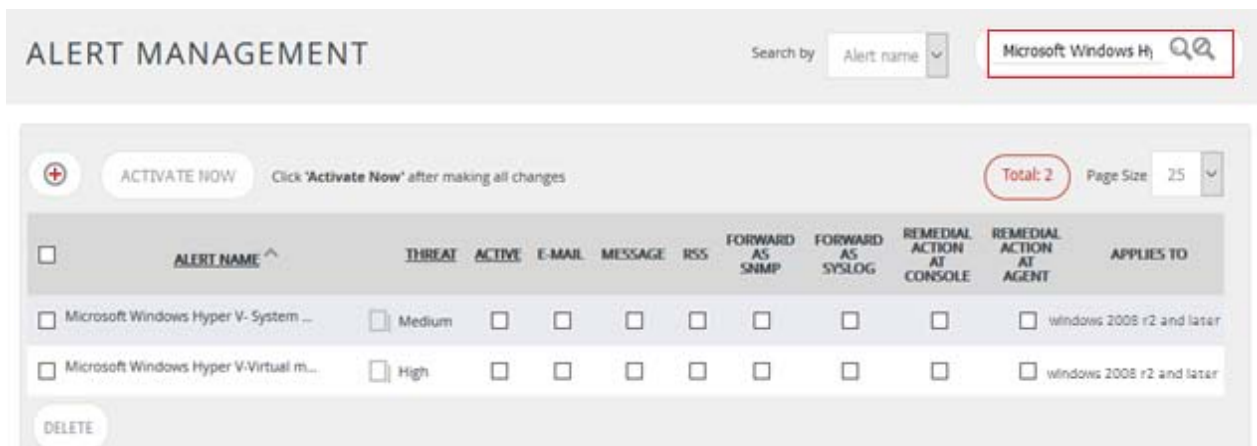 ALERT MANAGEMENT
Search by Alert name Microsoft Windows Hy
ACTIVATE NOW Click 'Activate Now' after making all changes Total: 2 Page Size 25
ALERT NAME THREAT ACTIVE E-MAIL MESSAGE RSS FORWARD AS SNMP FORWARD AS SYSLOG REMEDIAL ACTION AT CONSOLE REMEDIAL ACTION AT AGENT APPLIES TO
Microsoft Windows Hyper V- System ... Medium windows 2008 r2 and later
Microsoft Windows Hyper V-Virtual m... High windows 2008 r2 and later
DELETE